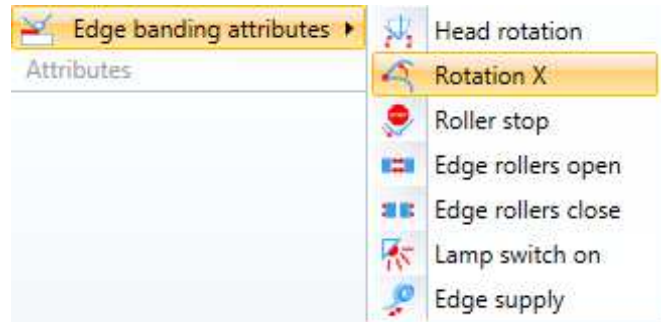 Edge banding attributes
Attributes
Head rotation
Rotation X
Roller stop
Edge rollers open
Edge rollers close
Lamp switch on
Edge supply